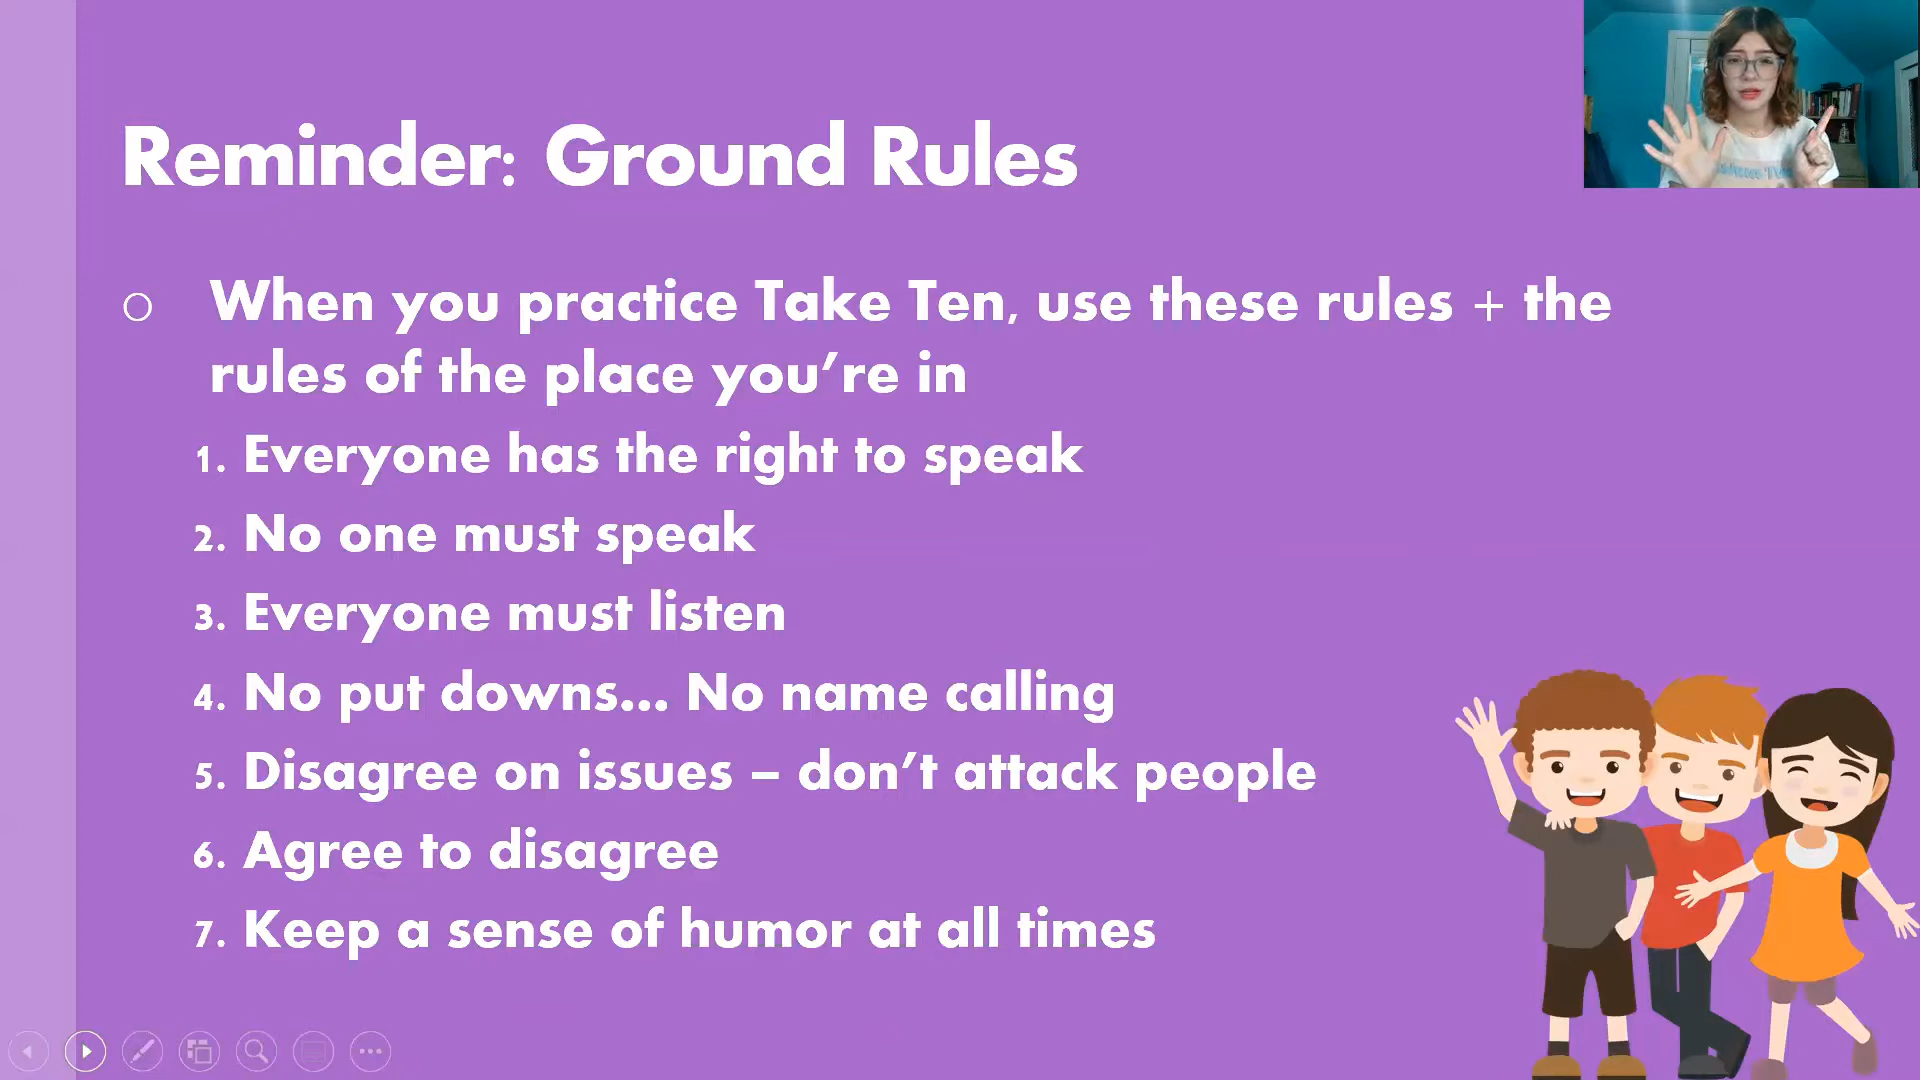 Reminder: Ground Rules
o When you practice Take Ten, use these rules + the
rules of the place you’re in
1. Everyone has the right to speak
2. No one must speak
3. Everyone must listen
4. No put downs... No name calling
5. Disagree on issues – don’t attack people
6. Agree to disagree
7. Keep a sense of humor at all times